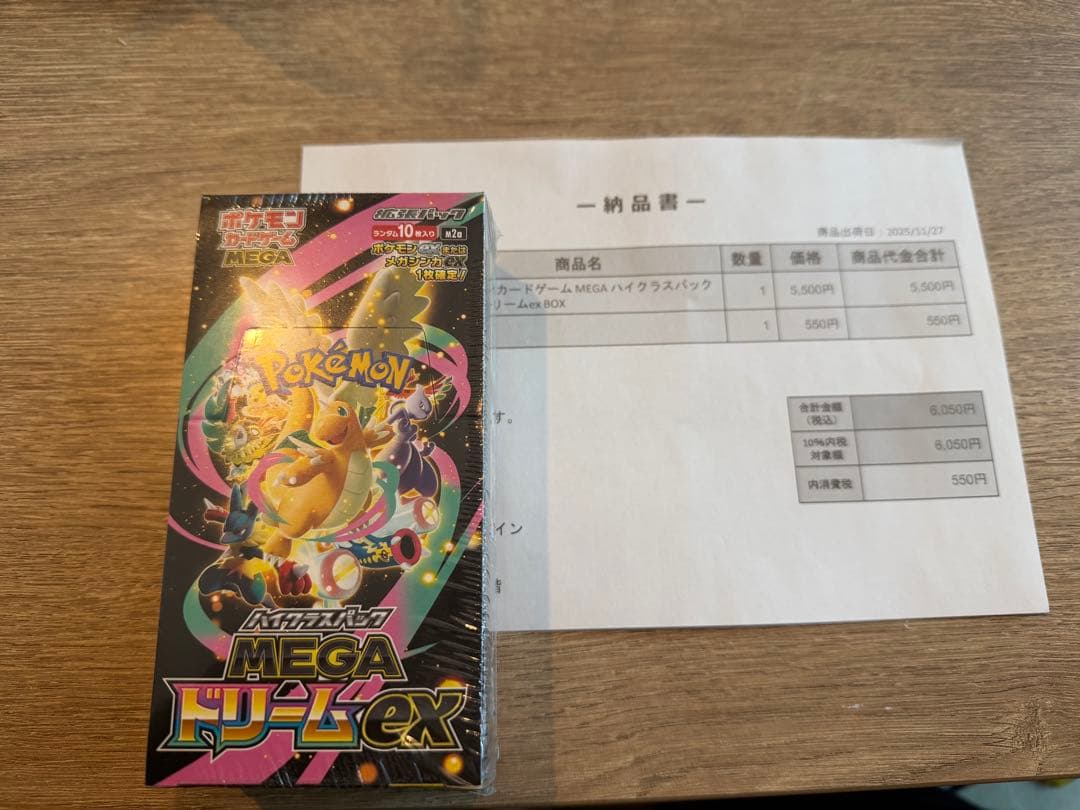 ポケモン
カードゲーム
MEGA
拡張パック
ランダム10枚入り
M2a
ポケモンexまたは
メガシンカex
1枚確定!
POKÉMON
ハイクラスパック
MEGA
ドリームex
ー納品書ー
商品出荷日:2025/11/27
商品名 数量 価格 商品代金合計
カードゲーム MEGA ハイグラスパック 1 5,500円 5,500円
リームex BOX
1 550円 550円
す。
合計金額 6,050円
(税込)
10%内税 6,050円
対象額
内消費税 550円
イン